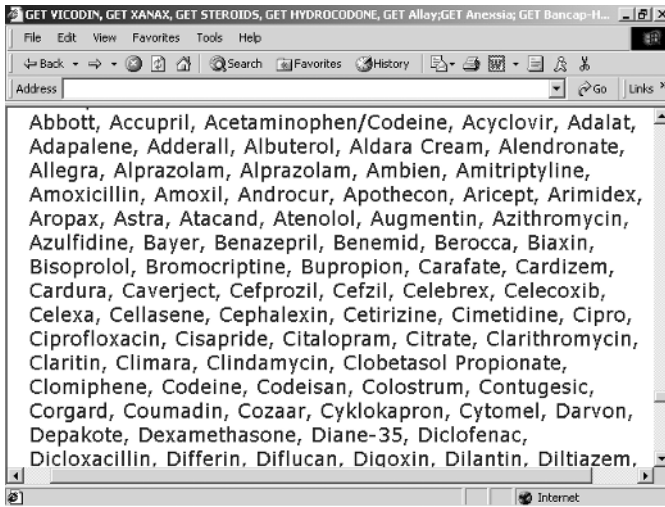 GET VICODIN, GET XANAX, GET STEROIDS, GET HYDROCODONE, GET Allay;GET Anexsia; GET Bancap-H...
File Edit View Favorites Tools Help
Back Search Favorites History
Address Go Links
Abbott, Accupril, Acetaminophen/Codeine, Acyclovir, Adalat,
Adapalene, Adderall, Albuterol, Aldara Cream, Alendronate,
Allegra, Alprazolam, Alprazolam, Ambien, Amitriptyline,
Amoxicillin, Amoxil, Androcur, Apothecon, Aricept, Arimidex,
Aropax, Astra, Atacand, Atenolol, Augmentin, Azithromycin,
Azulfidine, Bayer, Benazepril, Benemid, Berocca, Biaxin,
Bisoprolol, Bromocriptine, Bupropion, Carafate, Cardizem,
Cardura, Caverject, Cefprozil, Cefzil, Celebrex, Celecoxib,
Celexa, Cellasene, Cephalexin, Cetirizine, Cimetidine, Cipro,
Ciprofloxacin, Cisapride, Citalopram, Citrate, Clarithromycin,
Claritin, Climara, Clindamycin, Clobetasol Propionate,
Clomiphene, Codeine, Codeisan, Colostrum, Contugesic,
Corgard, Coumadin, Cozaar, Cyklokapron, Cytomel, Darvon,
Depakote, Dexamethasone, Diane-35, Diclofenac,
Dicloxacillin, Differin, Diflucan, Digoxin, Dilantin, Diltiazem,
Internet